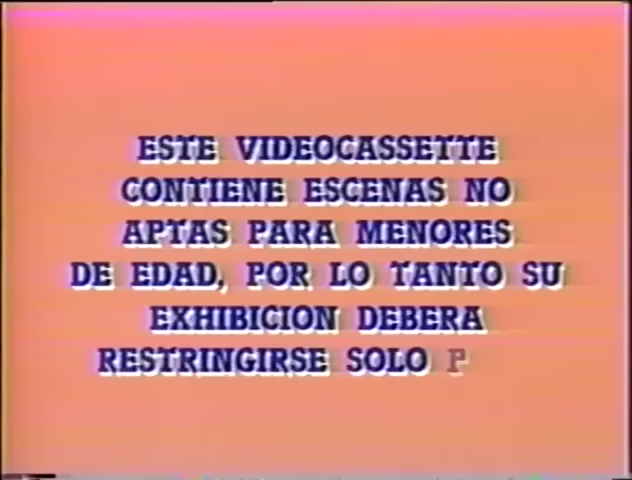 ESTE VIDEOCASSETTE
CONTIENE ESCENAS NO
APTAS PARA MENORES
DE EDAD, POR LO TANTO SU
EXHIBICION DEBERA
RESTRINGIRSE SOLO P